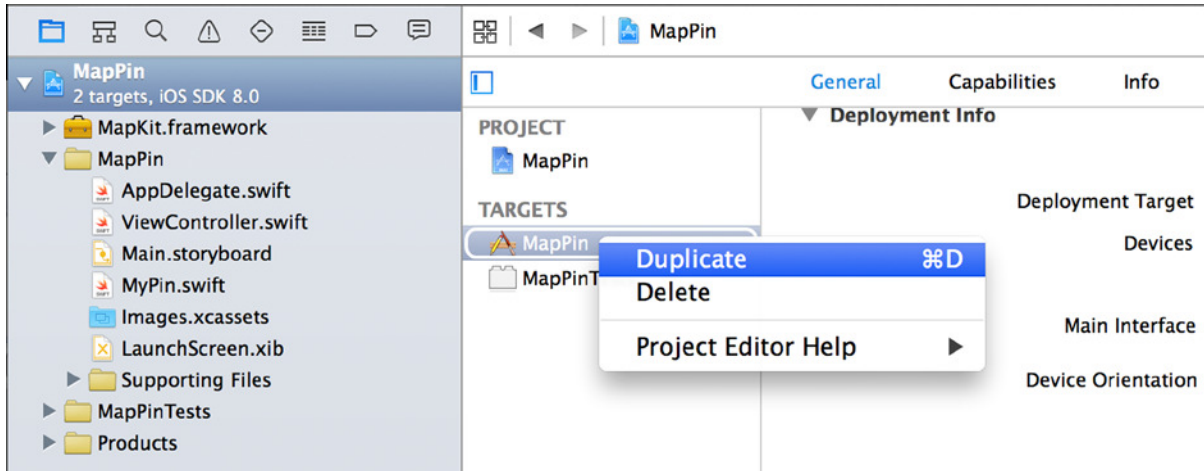 MapPin
MapPin
2 targets, iOS SDK 8.0
General
Capabilities
Info
MapKit.framework
MapPin
AppDelegate.swift
ViewController.swift
Main.storyboard
MyPin.swift
Images.xcassets
LaunchScreen.xib
Supporting Files
MapPinTests
Products
PROJECT
MapPin
TARGETS
MapPin
MapPinT
Duplicate ⌘D
Delete
Project Editor Help
Deployment Info
Deployment Target
Devices
Main Interface
Device Orientation